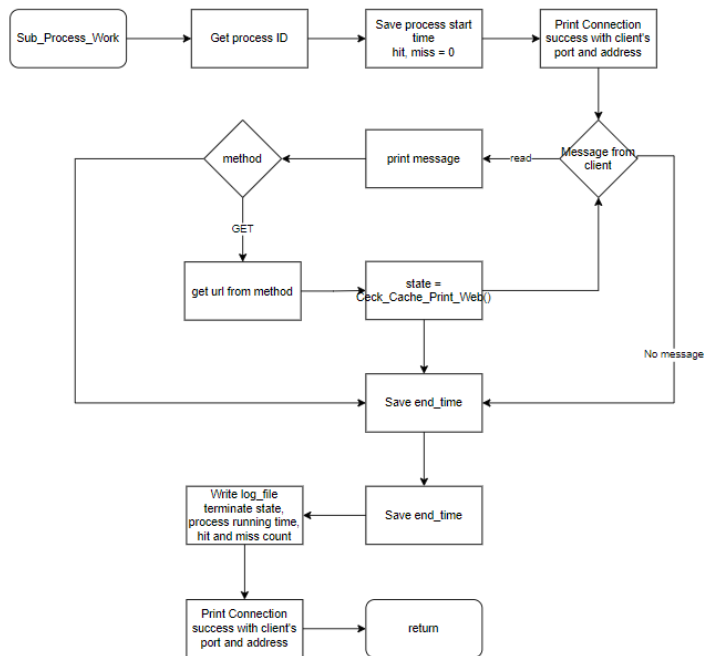 Sub_Process_Work
Get process ID
Save process start
time
hit, miss = 0
Print Connection
success with client's
port and address
method
print message
read
Message from
client
GET
get url from method
state =
Ceck_Cache_Print_Web()
No message
Save end_time
Write log_file
terminate state,
process running time,
hit and miss count
Save end_time
Print Connection
success with client's
port and address
return